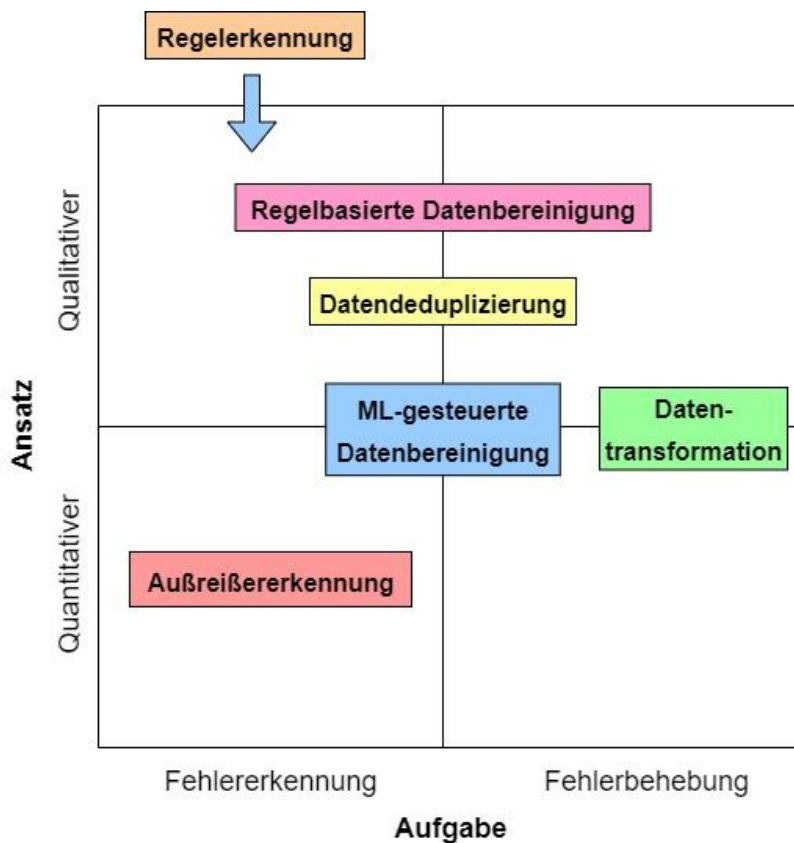 Regelerkennung
Regelbasierte Datenbereinigung
Datendeduplizierung
ML-gesteuerte
Datenbereinigung
Daten-
transformation
Außreißererkennung
Qualitativer
Ansatz
Quantitativer
Fehlererkennung
Fehlerbehebung
Aufgabe